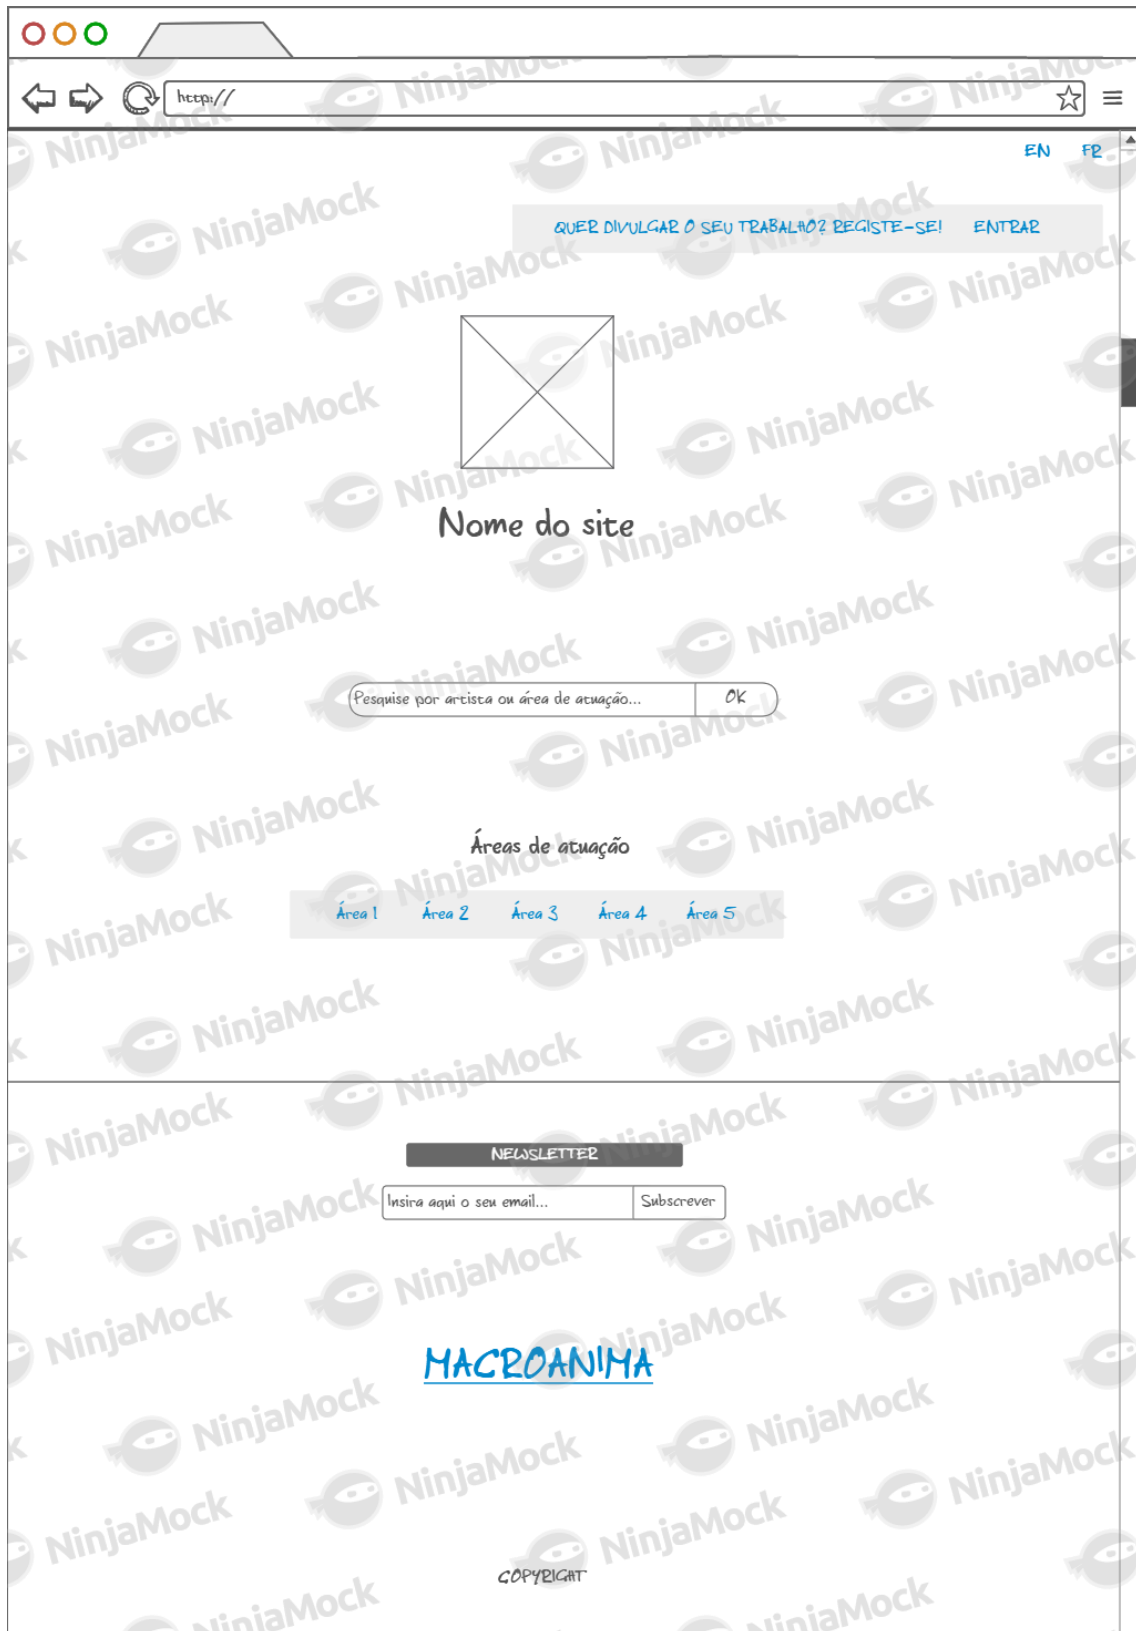 http://
EN FR
QUER DIVULGAR O SEU TRABALHO? REGISTE-SE! ENTRAR
Nome do site
Pesquise por artista ou área de atuação... OK
Áreas de atuação
Área 1 Área 2 Área 3 Área 4 Área 5
NEWSLETTER
Insira aqui o seu email... Subscrever
MACROANIMA
COPYRIGHT
NinjaMock